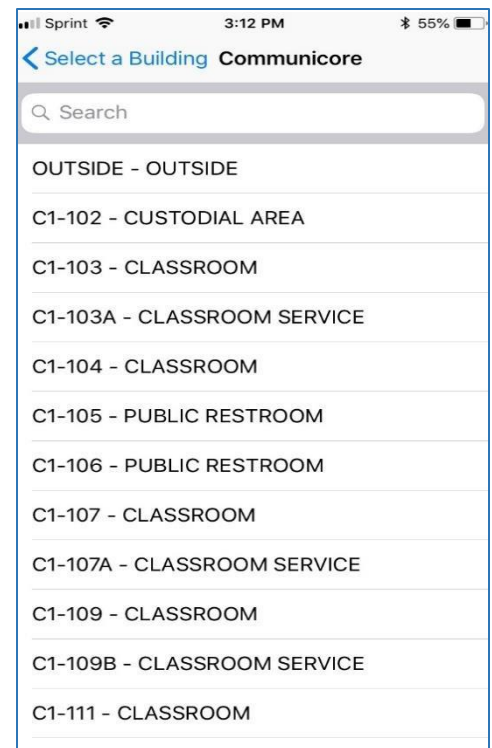 Sprint 3:12 PM 55%
Select a Building Communicore
Search
OUTSIDE - OUTSIDE
C1-102 - CUSTODIAL AREA
C1-103 - CLASSROOM
C1-103A - CLASSROOM SERVICE
C1-104 - CLASSROOM
C1-105 - PUBLIC RESTROOM
C1-106 - PUBLIC RESTROOM
C1-107 - CLASSROOM
C1-107A - CLASSROOM SERVICE
C1-109 - CLASSROOM
C1-109B - CLASSROOM SERVICE
C1-111 - CLASSROOM